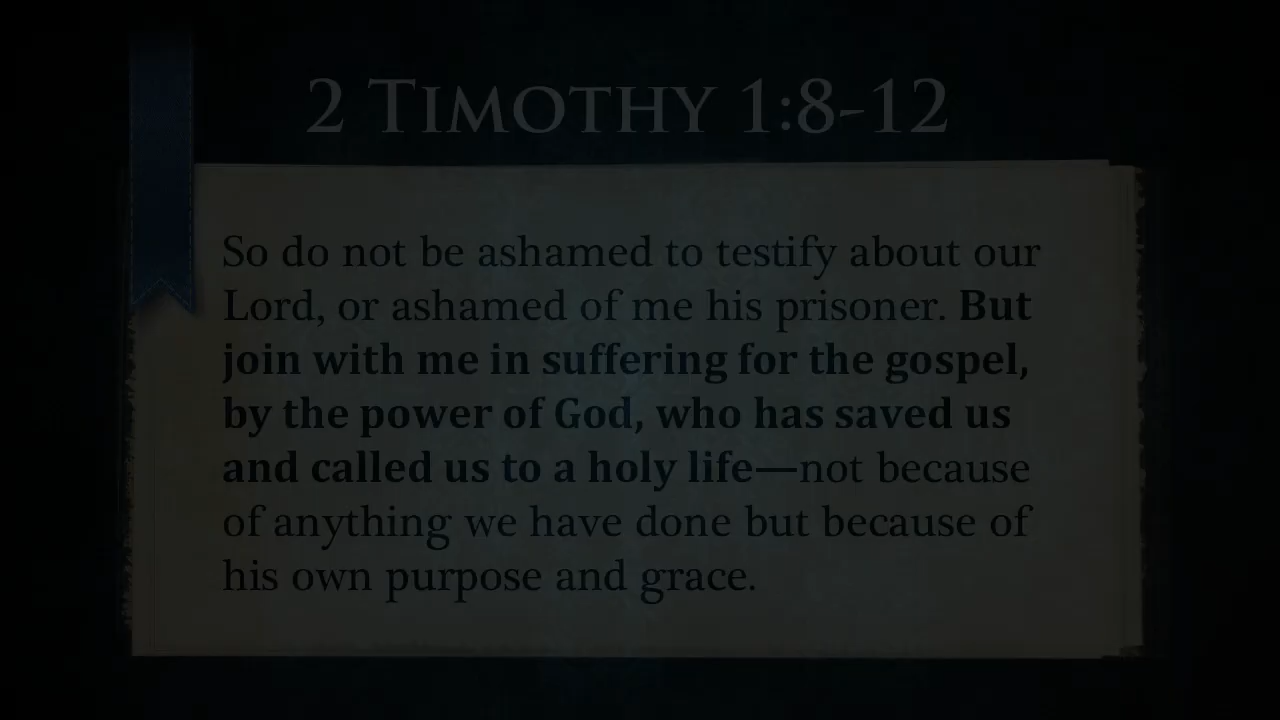 2 Timothy 1:8-12
So do not be ashamed to testify about our
Lord, or ashamed of me his prisoner. But
join with me in suffering for the gospel,
by the power of God, who has saved us
and called us to a holy life—not because
of anything we have done but because of
his own purpose and grace.